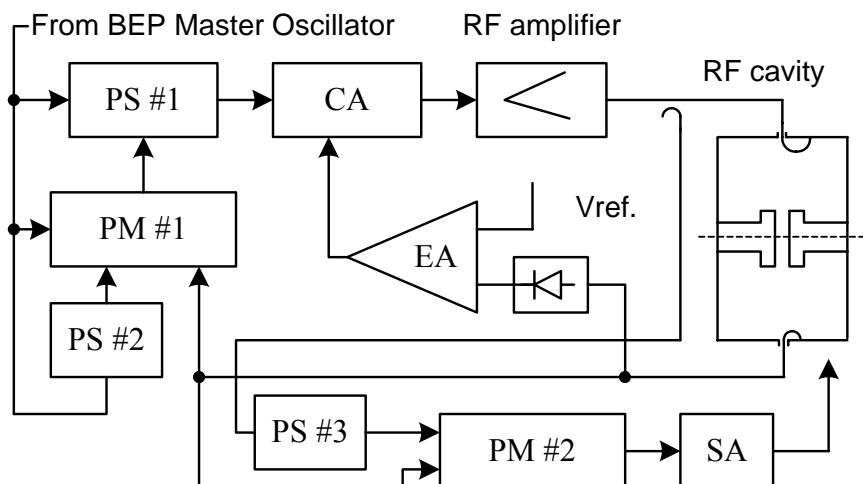 From BEP Master Oscillator
RF amplifier
RF cavity
PS #1
CA
PM #1
Vref.
EA
PS #2
PS #3
PM #2
SA